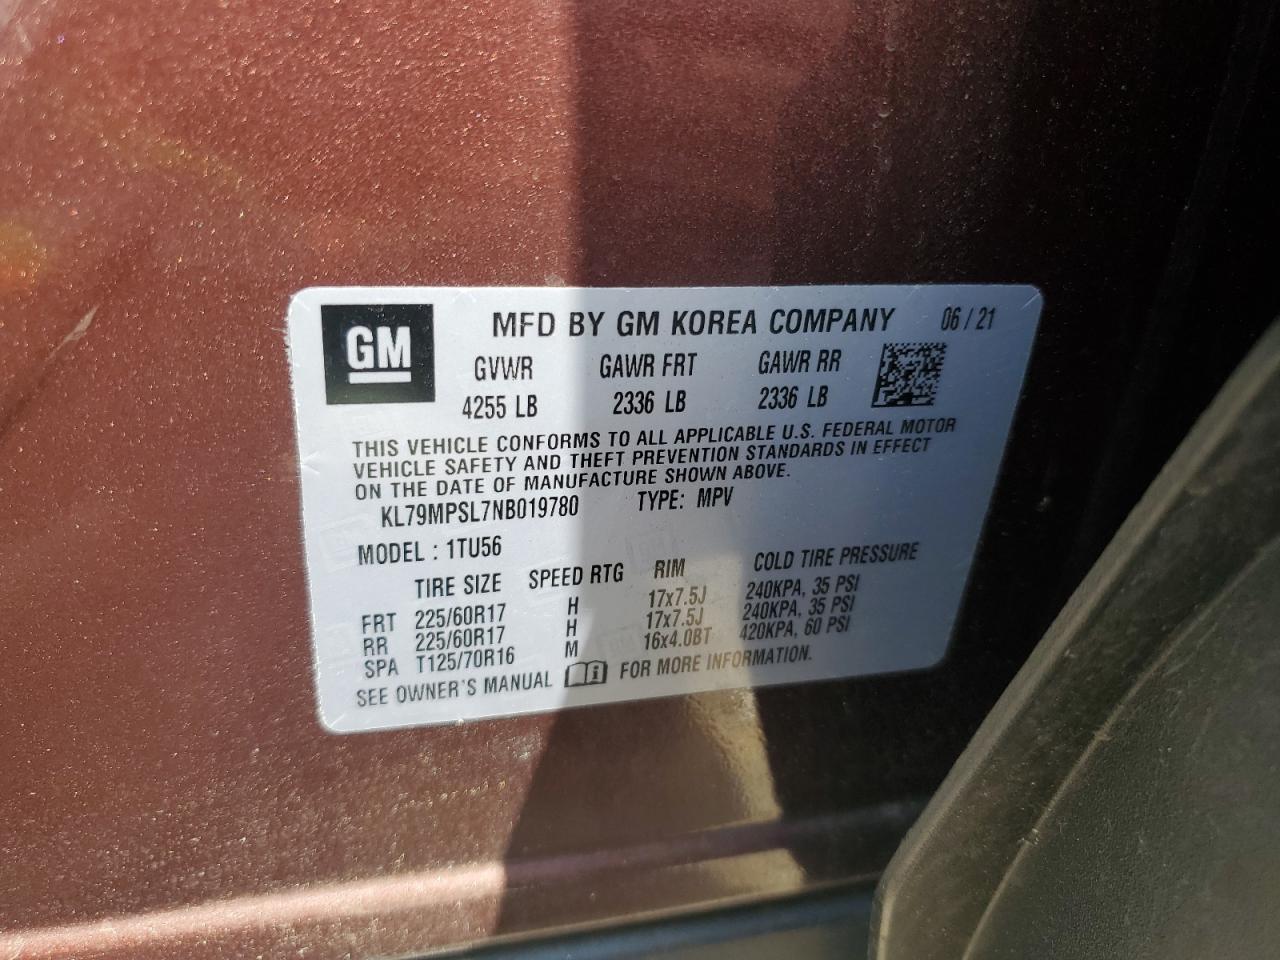 GM
MFD BY GM KOREA COMPANY 06 / 21
GVWR GAWR FRT GAWR RR
4255 LB 2336 LB 2336 LB
THIS VEHICLE CONFORMS TO ALL APPLICABLE U.S. FEDERAL MOTOR
VEHICLE SAFETY AND THEFT PREVENTION STANDARDS IN EFFECT
ON THE DATE OF MANUFACTURE SHOWN ABOVE.
KL79MPSL7NB019780 TYPE: MPV
MODEL : 1TU56
TIRE SIZE SPEED RTG RIM COLD TIRE PRESSURE
FRT 225/60R17 H 17x7.5J 240KPA, 35 PSI
RR 225/60R17 H 17x7.5J 240KPA, 35 PSI
SPA T125/70R16 M 16x4.0BT 420KPA, 60 PSI
SEE OWNER'S MANUAL FOR MORE INFORMATION.